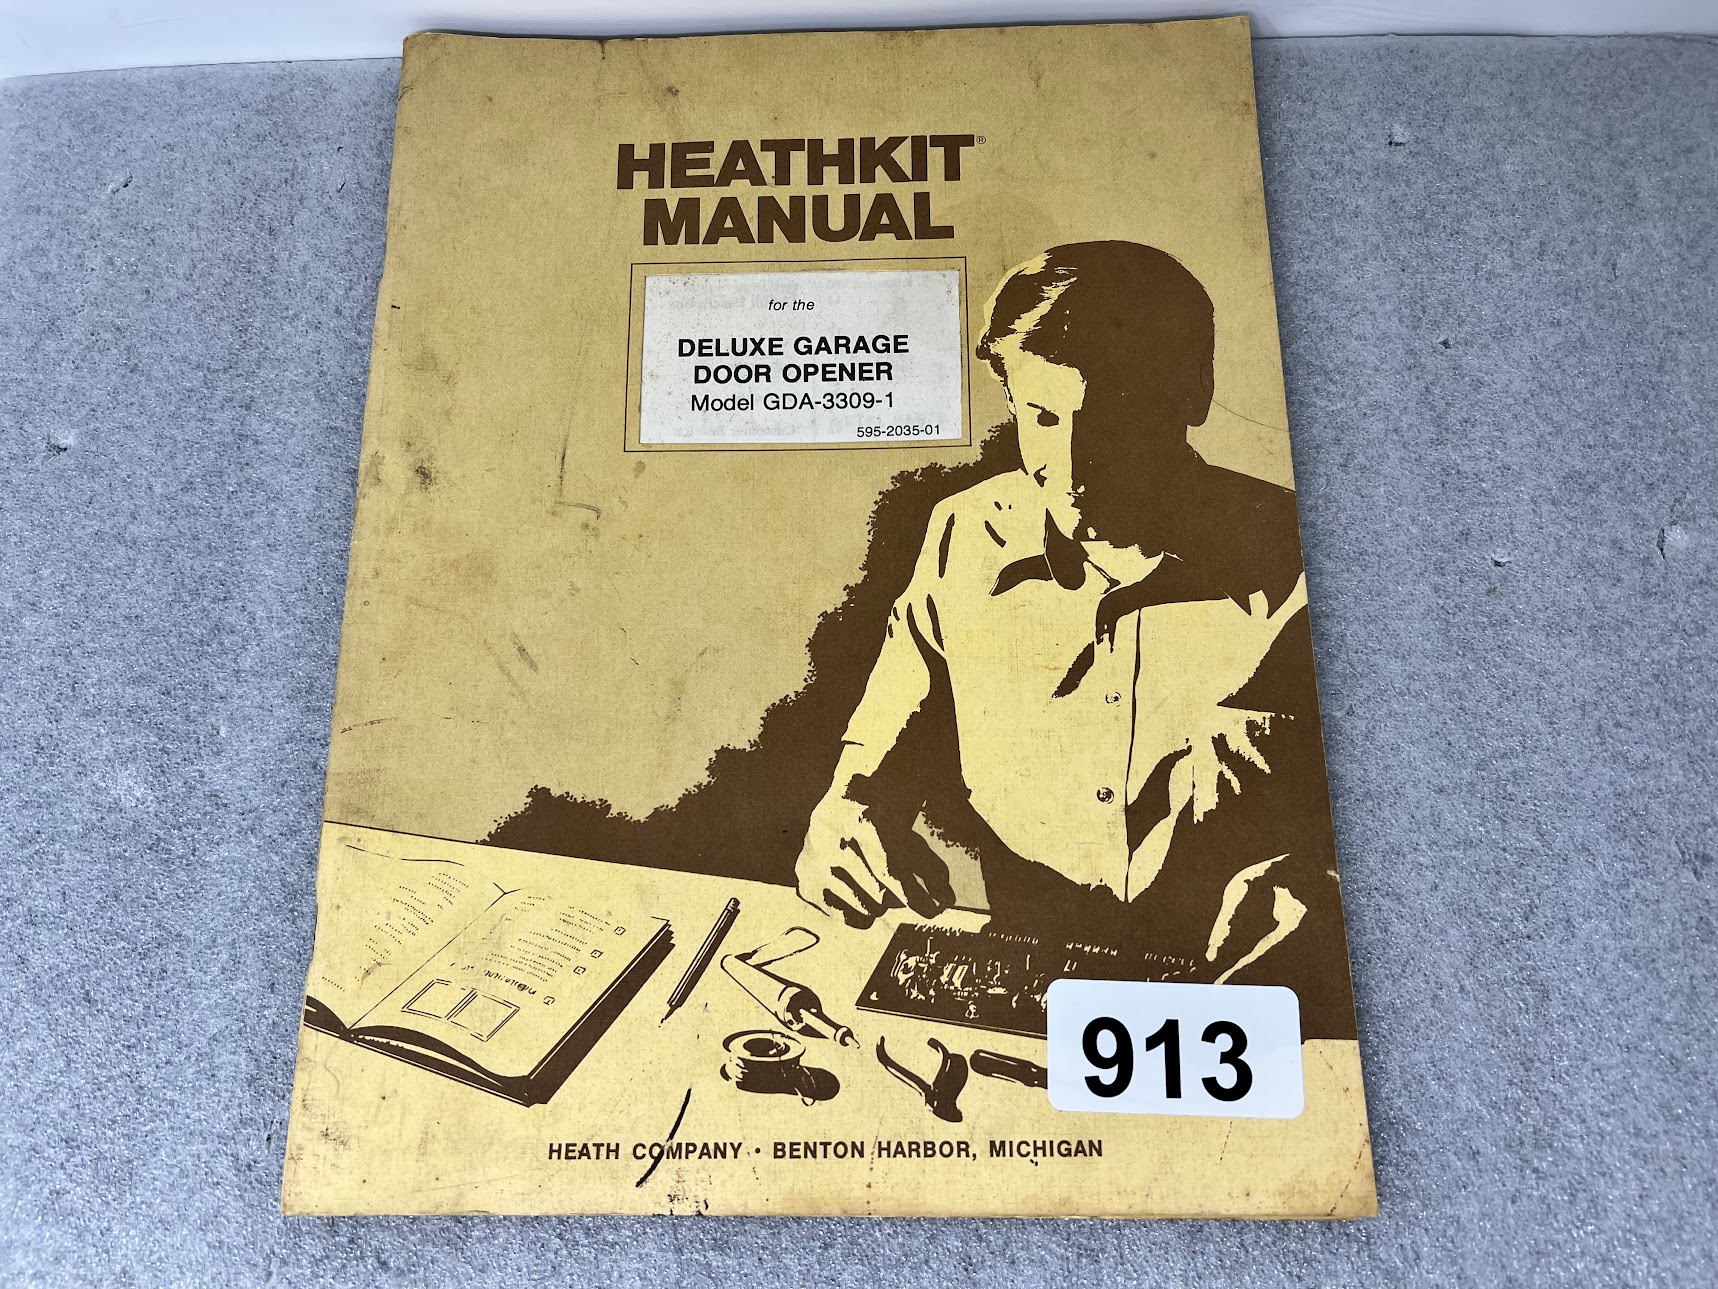 HEATHKIT®
MANUAL
for the
DELUXE GARAGE
DOOR OPENER
Model GDA-3309-1
595-2035-01
913
HEATH COMPANY · BENTON HARBOR, MICHIGAN